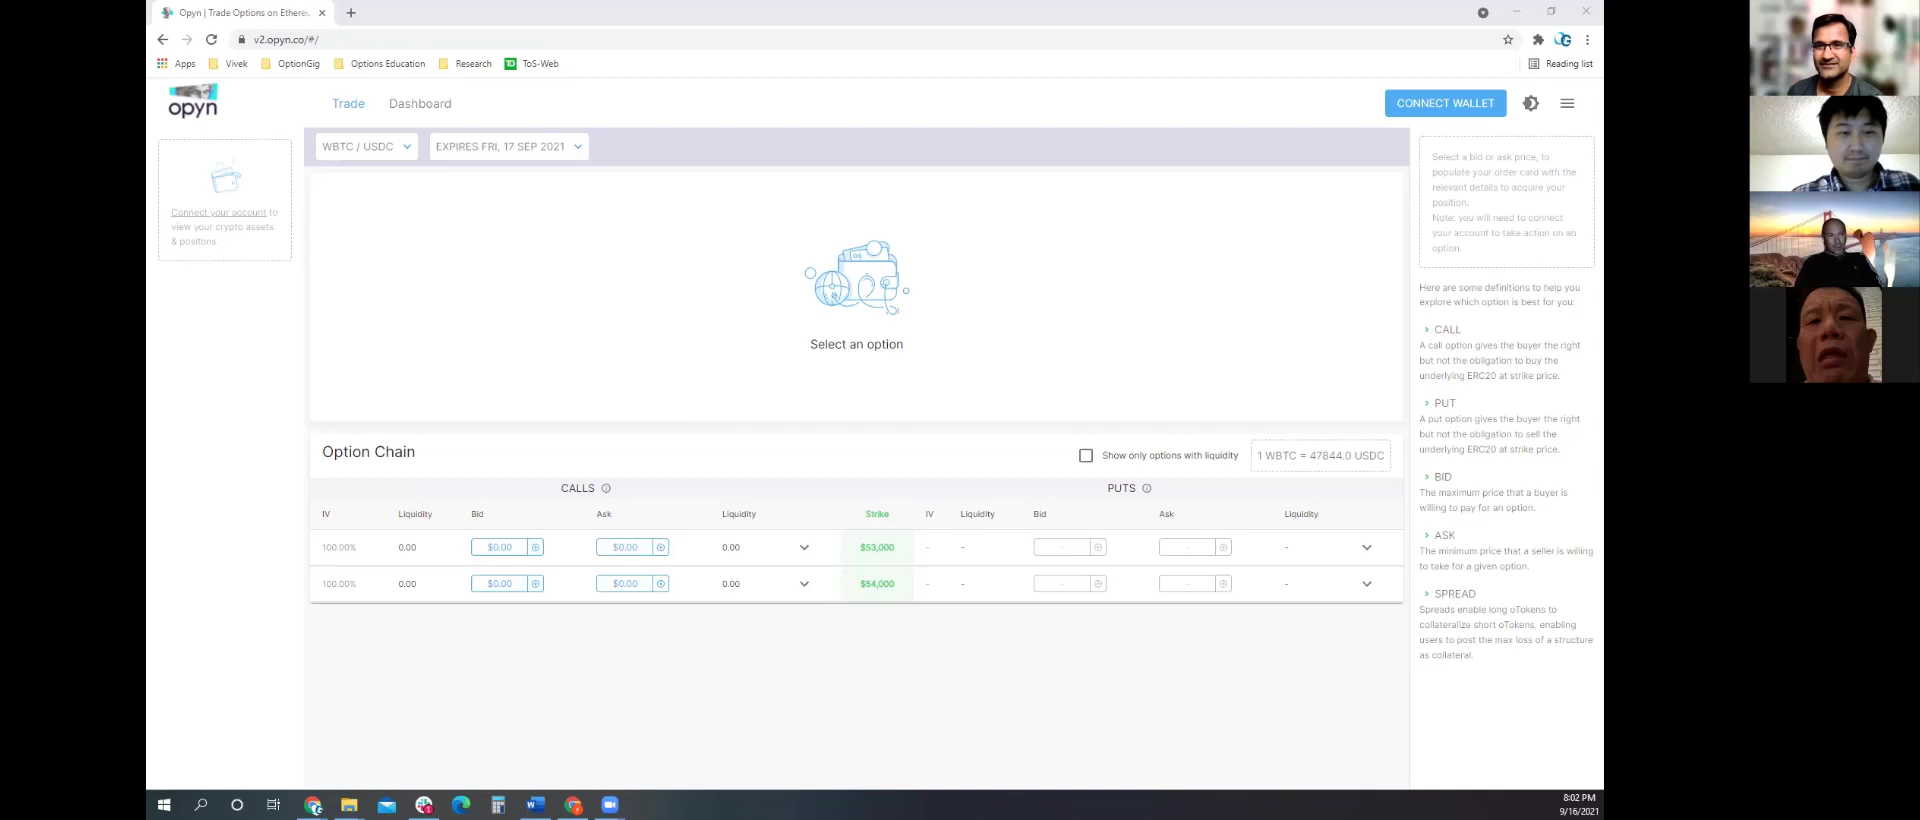 Opyn | Trade Options on Ethereu
v2.opyn.co/#/
Apps Vivek OptionGig Options Education Research TD ToS-Web Reading list
opyn Trade Dashboard CONNECT WALLET
WBTC / USDC EXPIRES FRI, 17 SEP 2021
Connect your account to
view your crypto assets
& positons.
Select an option
Option Chain Show only options with liquidity 1 WBTC = 47844.0 USDC
CALLS PUTS
IV Liquidity Bid Ask Liquidity Strike IV Liquidity Bid Ask Liquidity
100.00% 0.00 $0.00 $0.00 0.00 $53,000 - - - - -
100.00% 0.00 $0.00 $0.00 0.00 $54,000 - - - - -
Select a bid or ask price, to
populate your order card with the
relevant details to acquire your
position.
Note: you will need to connect
your account to take action on an
option.
Here are some definitions to help you
explore which option is best for you:
CALL
A call option gives the buyer the right
but not the obligation to buy the
underlying ERC20 at strike price.
PUT
A put option gives the buyer the right
but not the obligation to sell the
underlying ERC20 at strike price.
BID
The maximum price that a buyer is
willing to pay for an option.
ASK
The minimum price that a seller is willing
to take for a given option.
SPREAD
Spreads enable long oTokens to
collateralize short oTokens, enabling
users to post the max loss of a structure
as collateral.
8:02 PM
9/16/2021